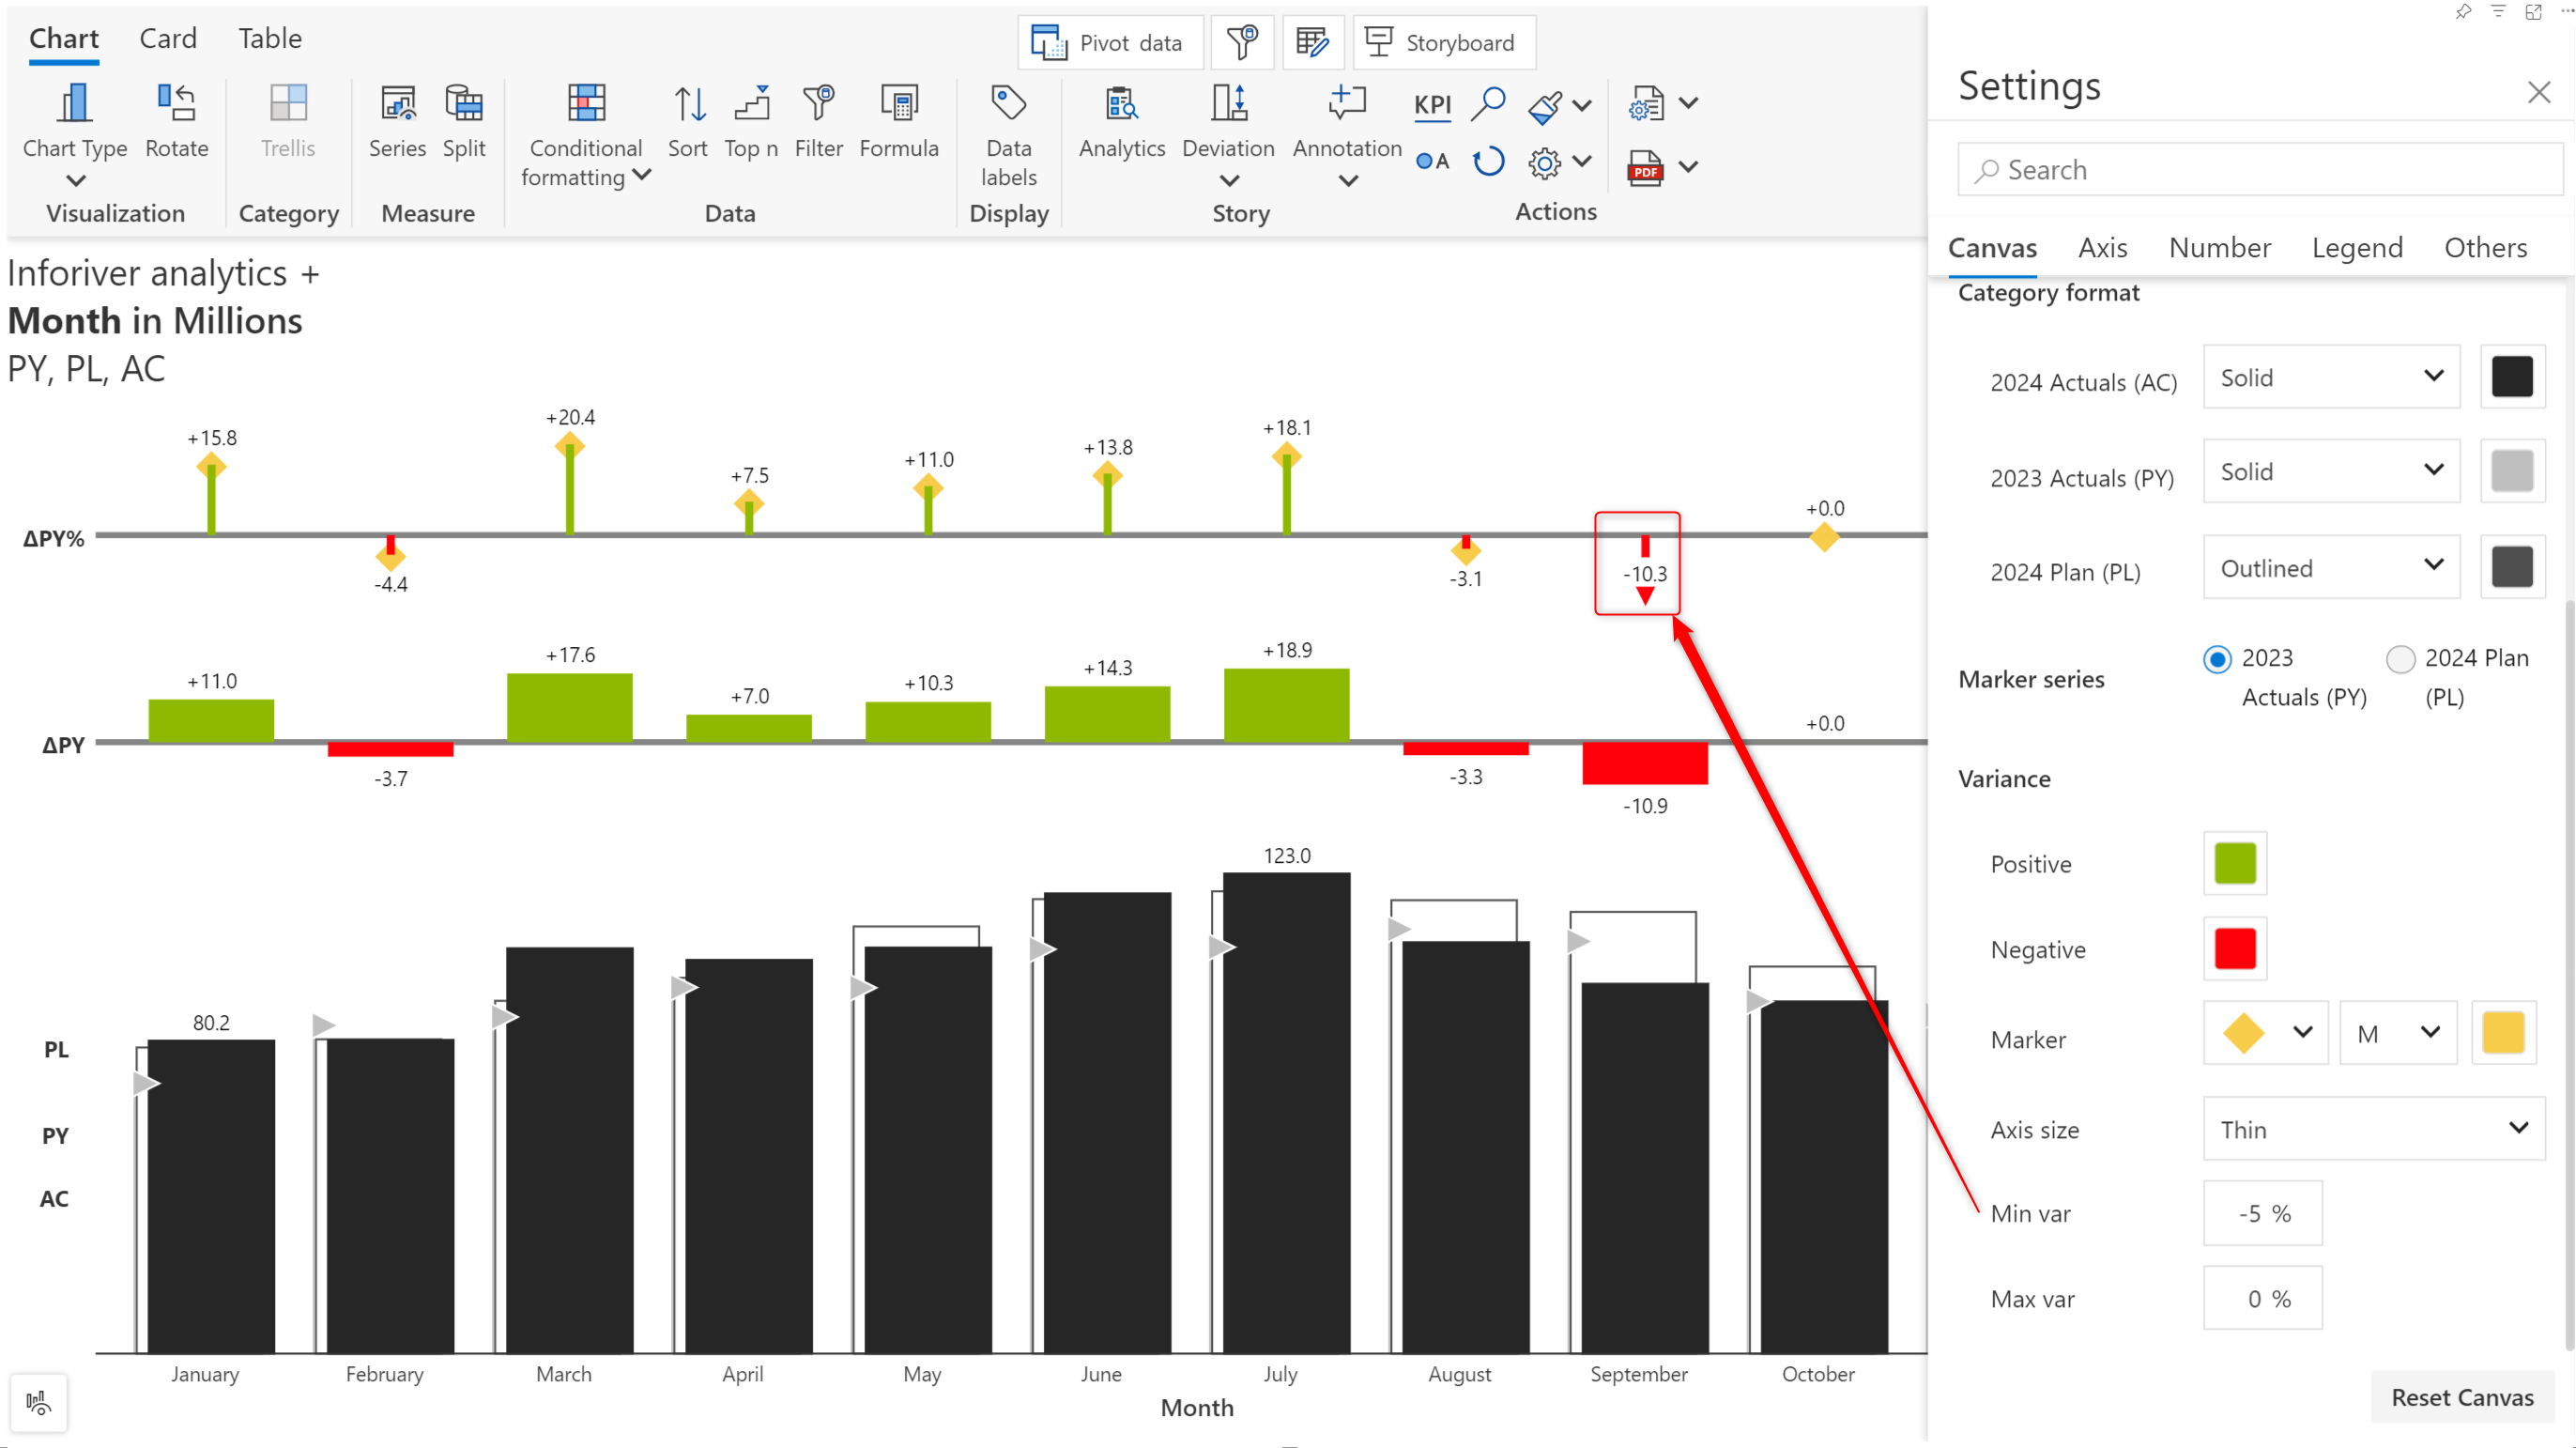 Chart Card Table
Pivot data
Storyboard
Chart Type
Rotate
Visualization
Trellis
Category
Series
Split
Measure
Conditional
formatting
Sort
Top n
Filter
Formula
Data
Data
labels
Display
Analytics
Deviation
Annotation
Story
KPI
A
Actions
PDF
Inforiver analytics +
Month in Millions
PY, PL, AC
ΔPY%
+15.8
-4.4
+20.4
+7.5
+11.0
+13.8
+18.1
-3.1
-10.3
+0.0
ΔPY
+11.0
-3.7
+17.6
+7.0
+10.3
+14.3
+18.9
-3.3
-10.9
+0.0
80.2
123.0
PL
PY
AC
January
February
March
April
May
June
July
August
September
October
Month
Settings
Search
Canvas Axis Number Legend Others
Category format
2024 Actuals (AC)
Solid
2023 Actuals (PY)
Solid
2024 Plan (PL)
Outlined
Marker series
2023
Actuals (PY)
2024 Plan
(PL)
Variance
Positive
Negative
Marker
M
Axis size
Thin
Min var
-5 %
Max var
0 %
Reset Canvas